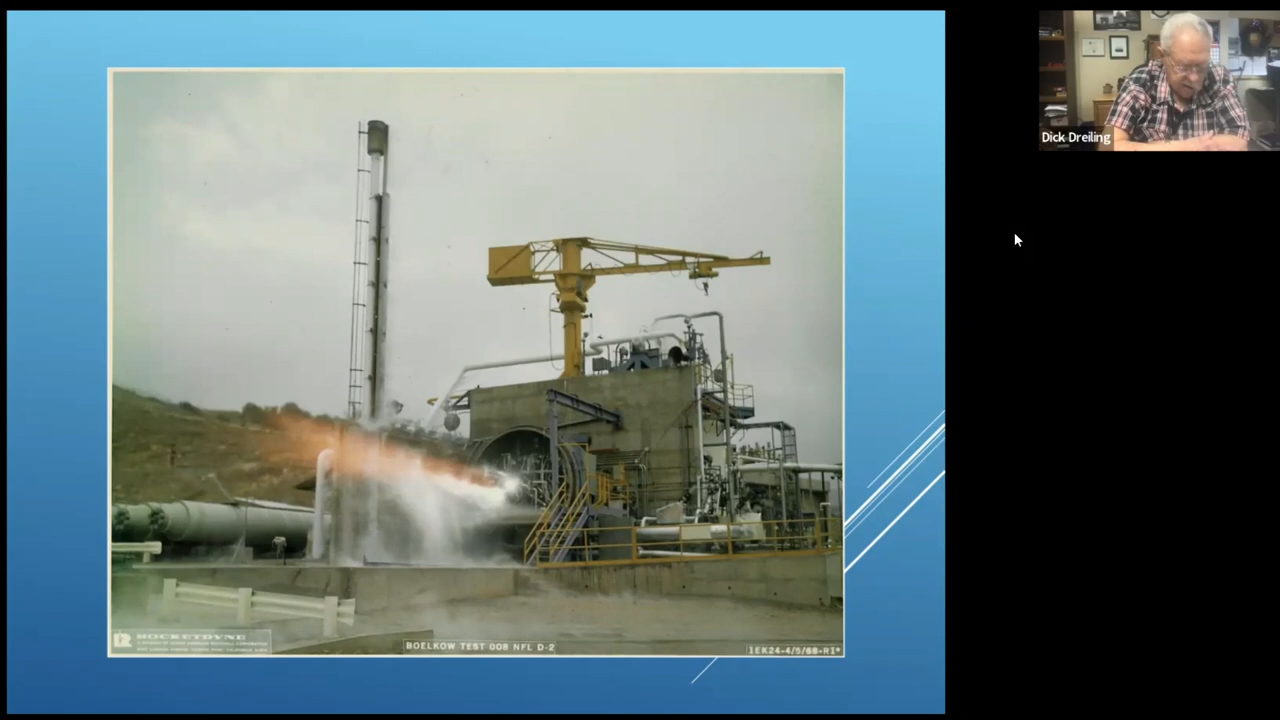 Dick Dreiling
ROCKETDYNE
BOELKOW TEST 008 NFL D-2
1EK24-4/5/68-R1*